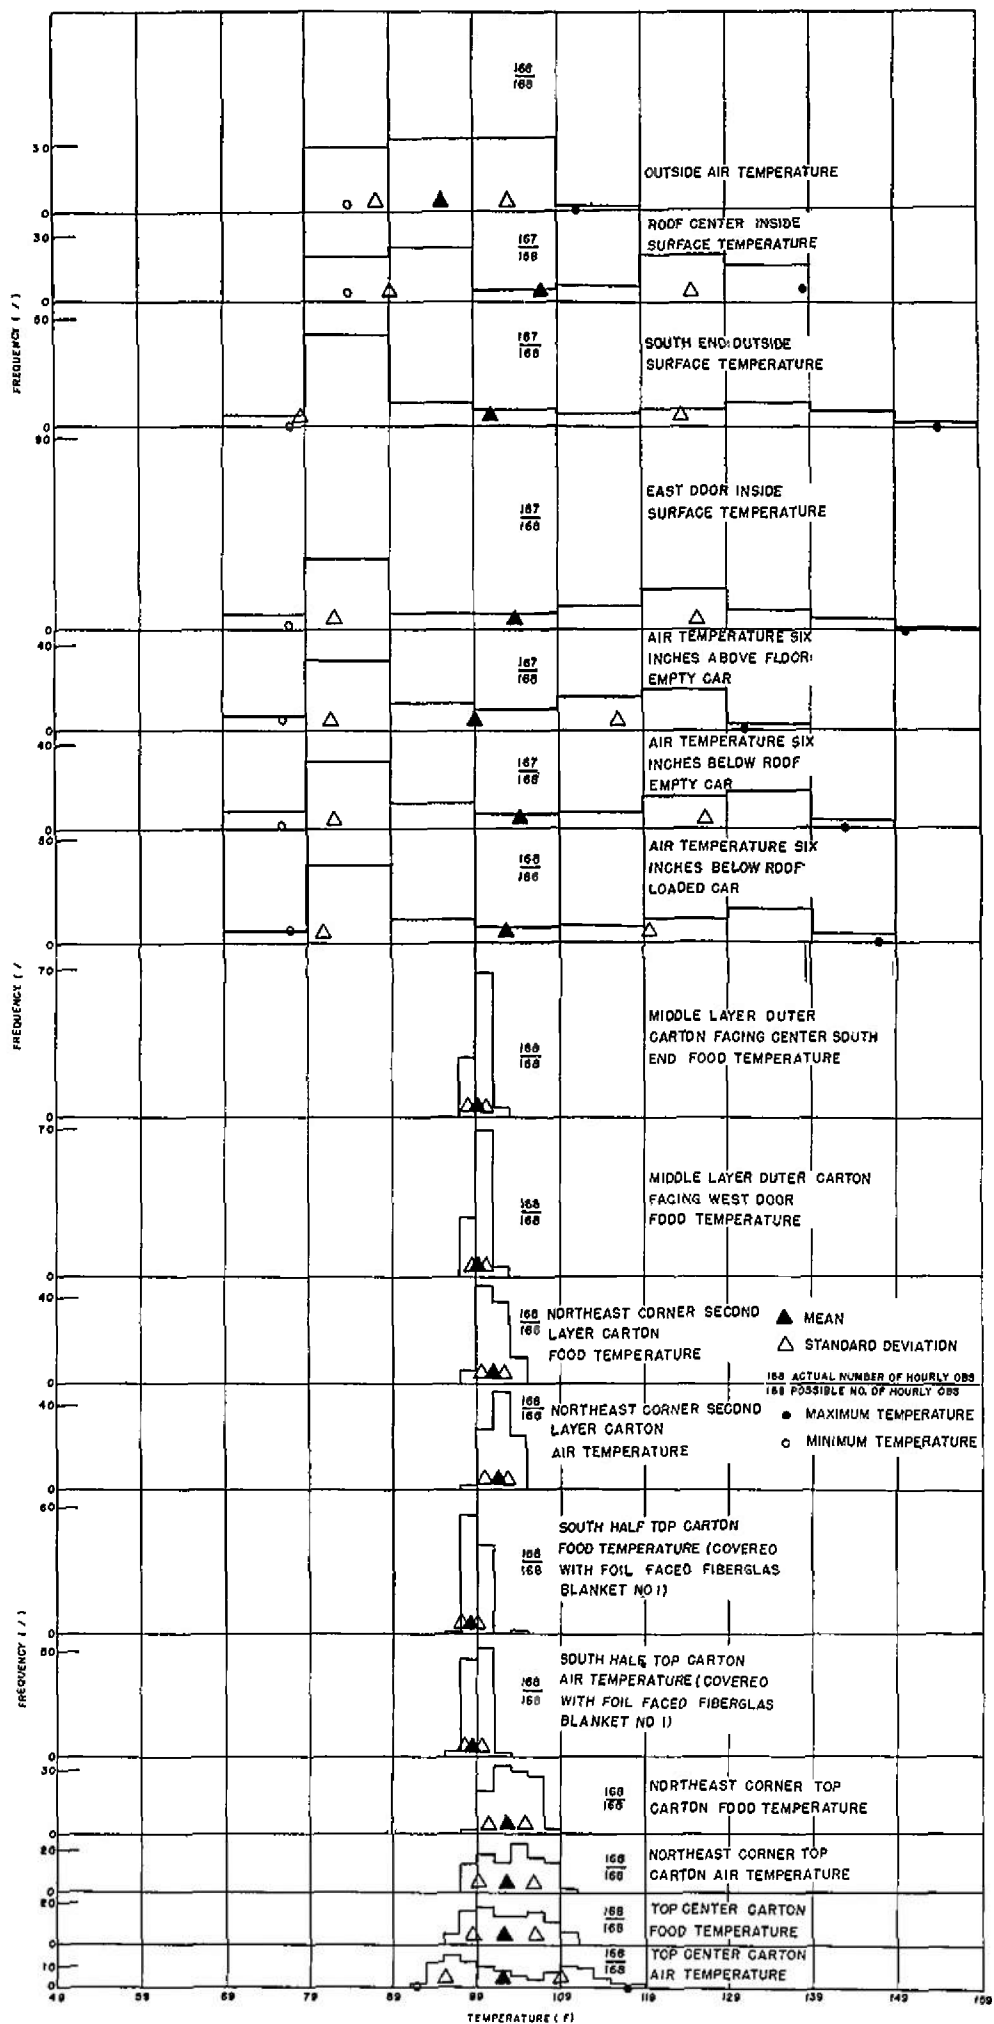 168
168
30
OUTSIDE AIR TEMPERATURE
0
30
167
168
ROOF CENTER INSIDE
SURFACE TEMPERATURE
0
FREQUENCY ( / )
60
167
168
SOUTH END OUTSIDE
SURFACE TEMPERATURE
0
90
167
168
EAST DOOR INSIDE
SURFACE TEMPERATURE
0
40
167
168
AIR TEMPERATURE SIX
INCHES ABOVE FLOOR
EMPTY CAR
0
40
167
168
AIR TEMPERATURE SIX
INCHES BELOW ROOF
EMPTY CAR
0
50
168
168
AIR TEMPERATURE SIX
INCHES BELOW ROOF
LOADED CAR
0
FREQUENCY ( /
70
168
168
MIDDLE LAYER OUTER
CARTON FACING CENTER SOUTH
END FOOD TEMPERATURE
0
70
168
168
MIDDLE LAYER OUTER CARTON
FACING WEST DOOR
FOOD TEMPERATURE
0
40
168
168
NORTHEAST CORNER SECOND
LAYER CARTON
FOOD TEMPERATURE
0
MEAN
STANDARD DEVIATION
168 ACTUAL NUMBER OF HOURLY OBS
168 POSSIBLE NO. OF HOURLY OBS
MAXIMUM TEMPERATURE
MINIMUM TEMPERATURE
40
168
168
NORTHEAST CORNER SECOND
LAYER CARTON
AIR TEMPERATURE
0
60
168
168
SOUTH HALF TOP CARTON
FOOD TEMPERATURE (COVERED
WITH FOIL FACED FIBERGLAS
BLANKET NO 1)
0
FREQUENCY ( / )
50
168
168
SOUTH HALF TOP CARTON
AIR TEMPERATURE (COVERED
WITH FOIL FACED FIBERGLAS
BLANKET NO 1)
0
30
168
168
NORTHEAST CORNER TOP
CARTON FOOD TEMPERATURE
0
20
168
168
NORTHEAST CORNER TOP
CARTON AIR TEMPERATURE
0
20
168
168
TOP CENTER CARTON
FOOD TEMPERATURE
0
10
168
168
TOP CENTER CARTON
AIR TEMPERATURE
0
49 59 69 79 89 99 109 119 129 139 149 159
TEMPERATURE ( F)